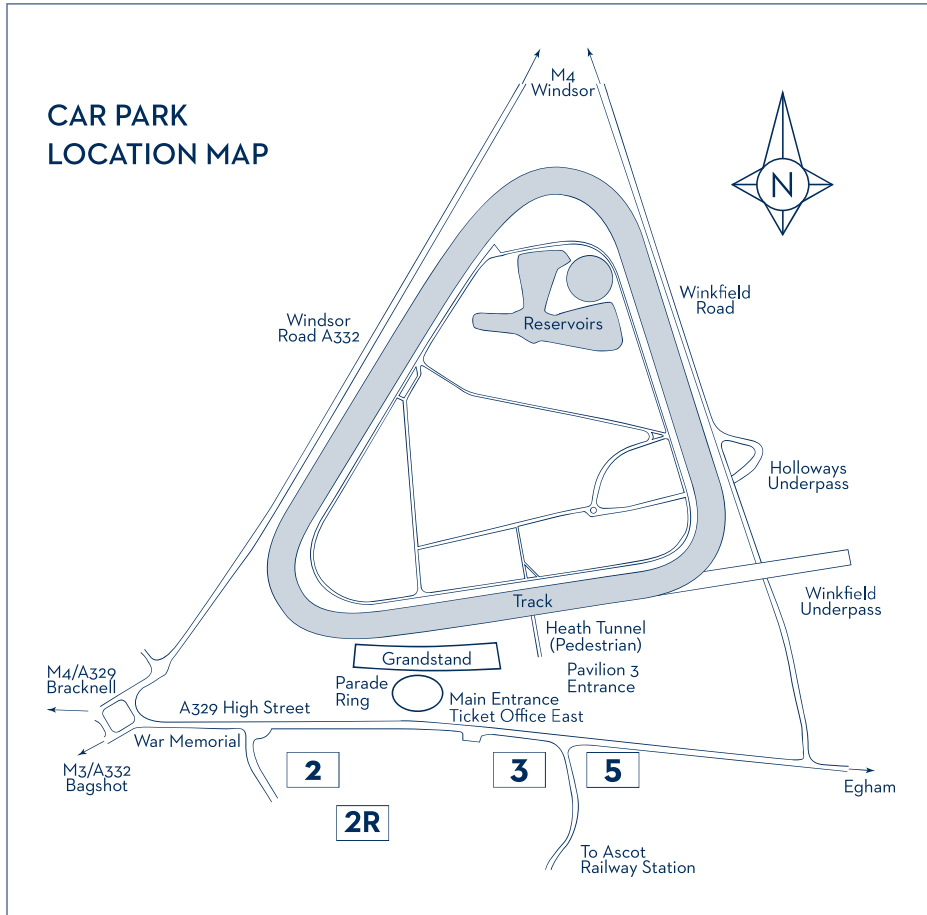 M4
Windsor
CAR PARK
LOCATION MAP
N
Winkfield
Road
Windsor
Road A332
Reservoirs
Holloways
Underpass
Winkfield
Underpass
Track
Heath Tunnel
(Pedestrian)
Grandstand
Pavilion 3
Entrance
M4/A329
Bracknell
Parade
Ring
Main Entrance
Ticket Office East
A329 High Street
War Memorial
M3/A332
Bagshot
2
3
5
Egham
2R
To Ascot
Railway Station